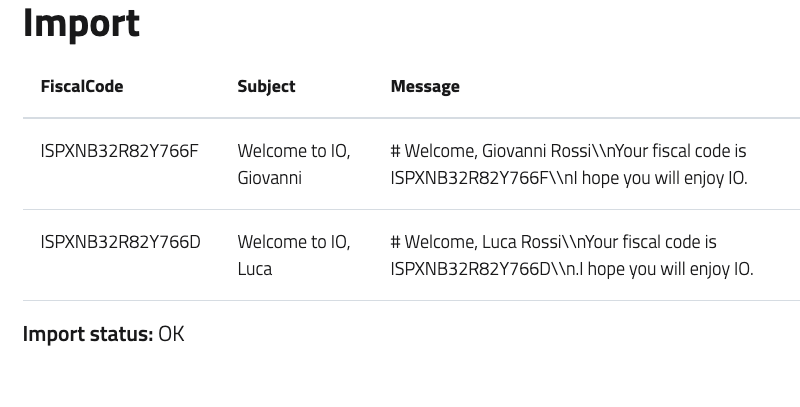 Import
FiscalCode Subject Message
ISPXNB32R82Y766F Welcome to IO, # Welcome, Giovanni Rossi\\nYour fiscal code is
Giovanni ISPXNB32R82Y766F\\nI hope you will enjoy IO.
ISPXNB32R82Y766D Welcome to IO, # Welcome, Luca Rossi\\nYour fiscal code is
Luca ISPXNB32R82Y766D\\n.I hope you will enjoy IO.
Import status: OK